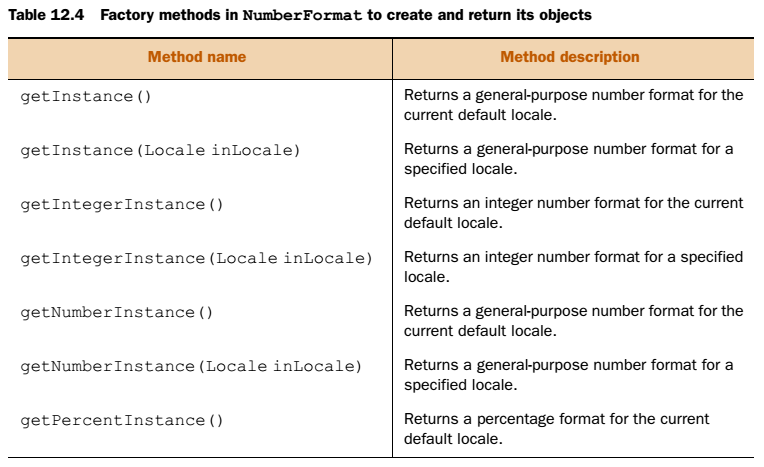 Table 12.4 Factory methods in NumberFormat to create and return its objects
Method name
Method description
getInstance()
Returns a general-purpose number format for the
current default locale.
getInstance(Locale inLocale)
Returns a general-purpose number format for a
specified locale.
getIntegerInstance()
Returns an integer number format for the current
default locale.
getIntegerInstance(Locale inLocale)
Returns an integer number format for a specified
locale.
getNumberInstance()
Returns a general-purpose number format for the
current default locale.
getNumberInstance(Locale inLocale)
Returns a general-purpose number format for a
specified locale.
getPercentInstance()
Returns a percentage format for the current
default locale.